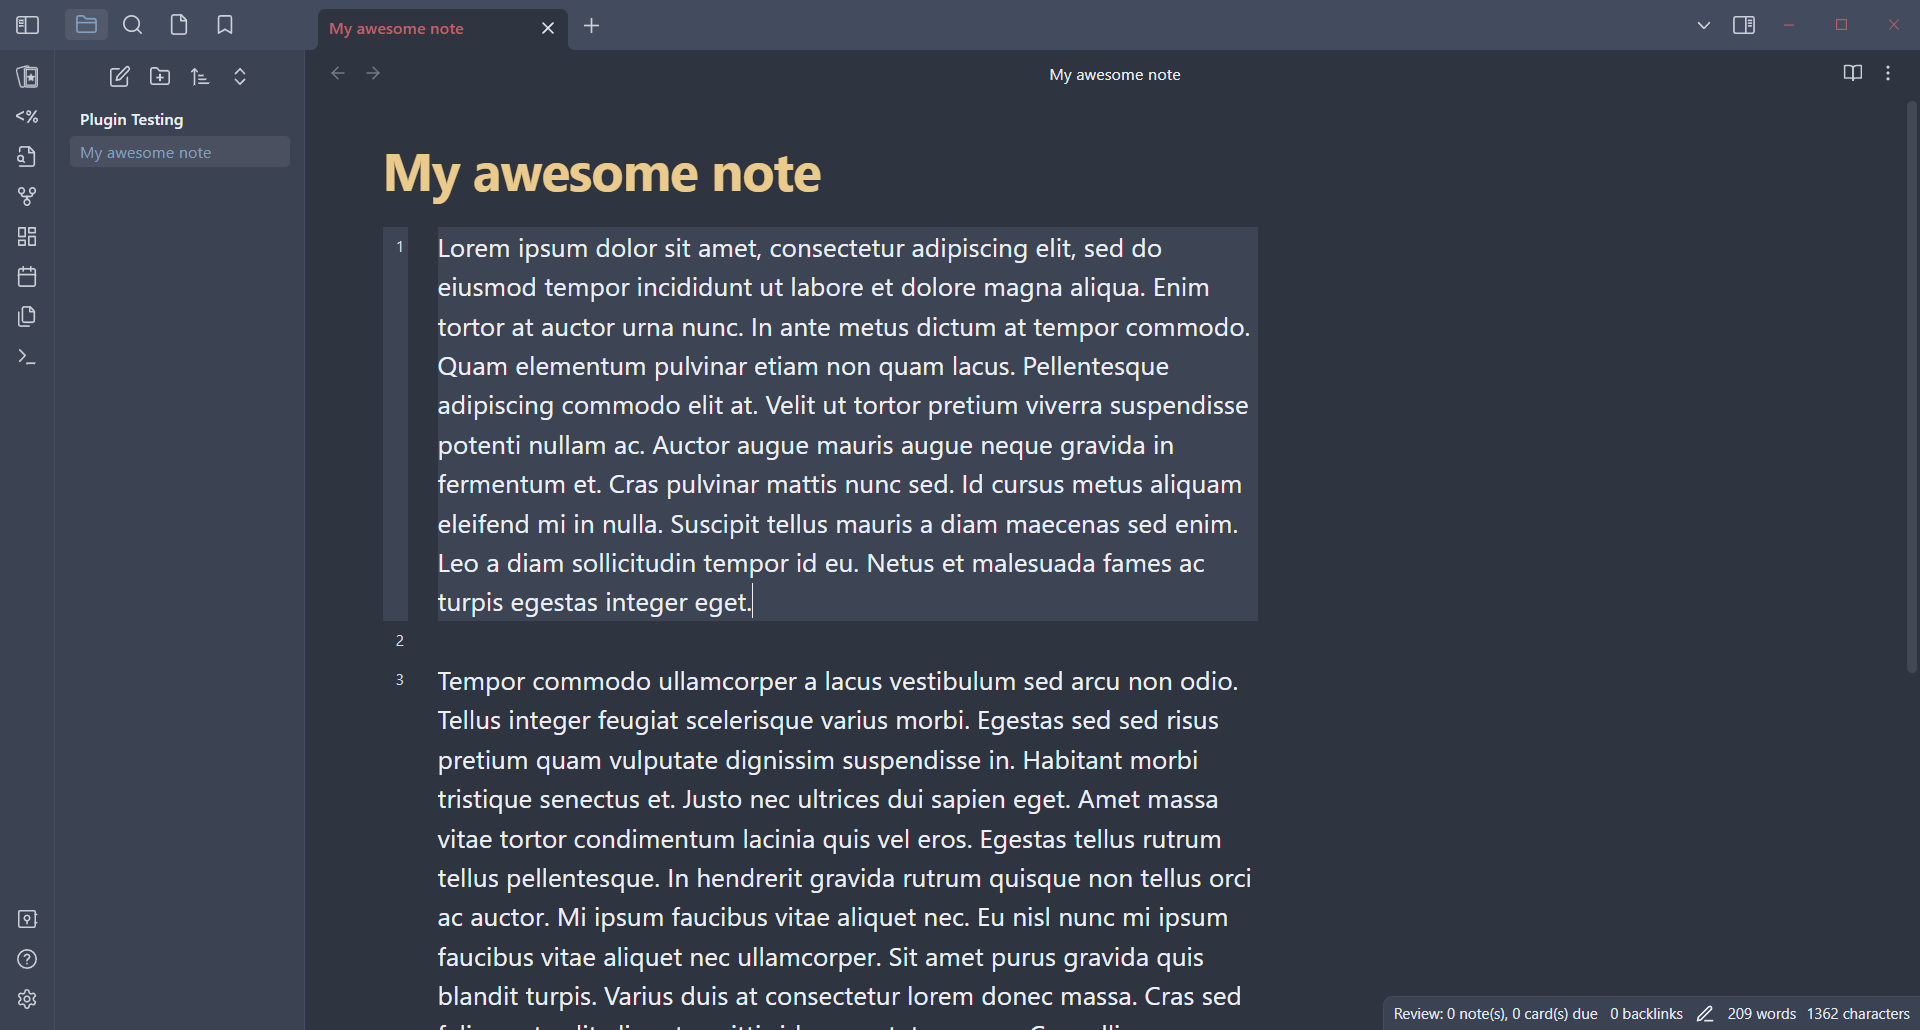 My awesome note
Plugin Testing
My awesome note
My awesome note
My awesome note
1 Lorem ipsum dolor sit amet, consectetur adipiscing elit, sed do
eiusmod tempor incididunt ut labore et dolore magna aliqua. Enim
tortor at auctor urna nunc. In ante metus dictum at tempor commodo.
Quam elementum pulvinar etiam non quam lacus. Pellentesque
adipiscing commodo elit at. Velit ut tortor pretium viverra suspendisse
potenti nullam ac. Auctor augue mauris augue neque gravida in
fermentum et. Cras pulvinar mattis nunc sed. Id cursus metus aliquam
eleifend mi in nulla. Suscipit tellus mauris a diam maecenas sed enim.
Leo a diam sollicitudin tempor id eu. Netus et malesuada fames ac
turpis egestas integer eget.
2
3 Tempor commodo ullamcorper a lacus vestibulum sed arcu non odio.
Tellus integer feugiat scelerisque varius morbi. Egestas sed sed risus
pretium quam vulputate dignissim suspendisse in. Habitant morbi
tristique senectus et. Justo nec ultrices dui sapien eget. Amet massa
vitae tortor condimentum lacinia quis vel eros. Egestas tellus rutrum
tellus pellentesque. In hendrerit gravida rutrum quisque non tellus orci
ac auctor. Mi ipsum faucibus vitae aliquet nec. Eu nisl nunc mi ipsum
faucibus vitae aliquet nec ullamcorper. Sit amet purus gravida quis
blandit turpis. Varius duis at consectetur lorem donec massa. Cras sed
Review: 0 note(s), 0 card(s) due 0 backlinks 209 words 1362 characters